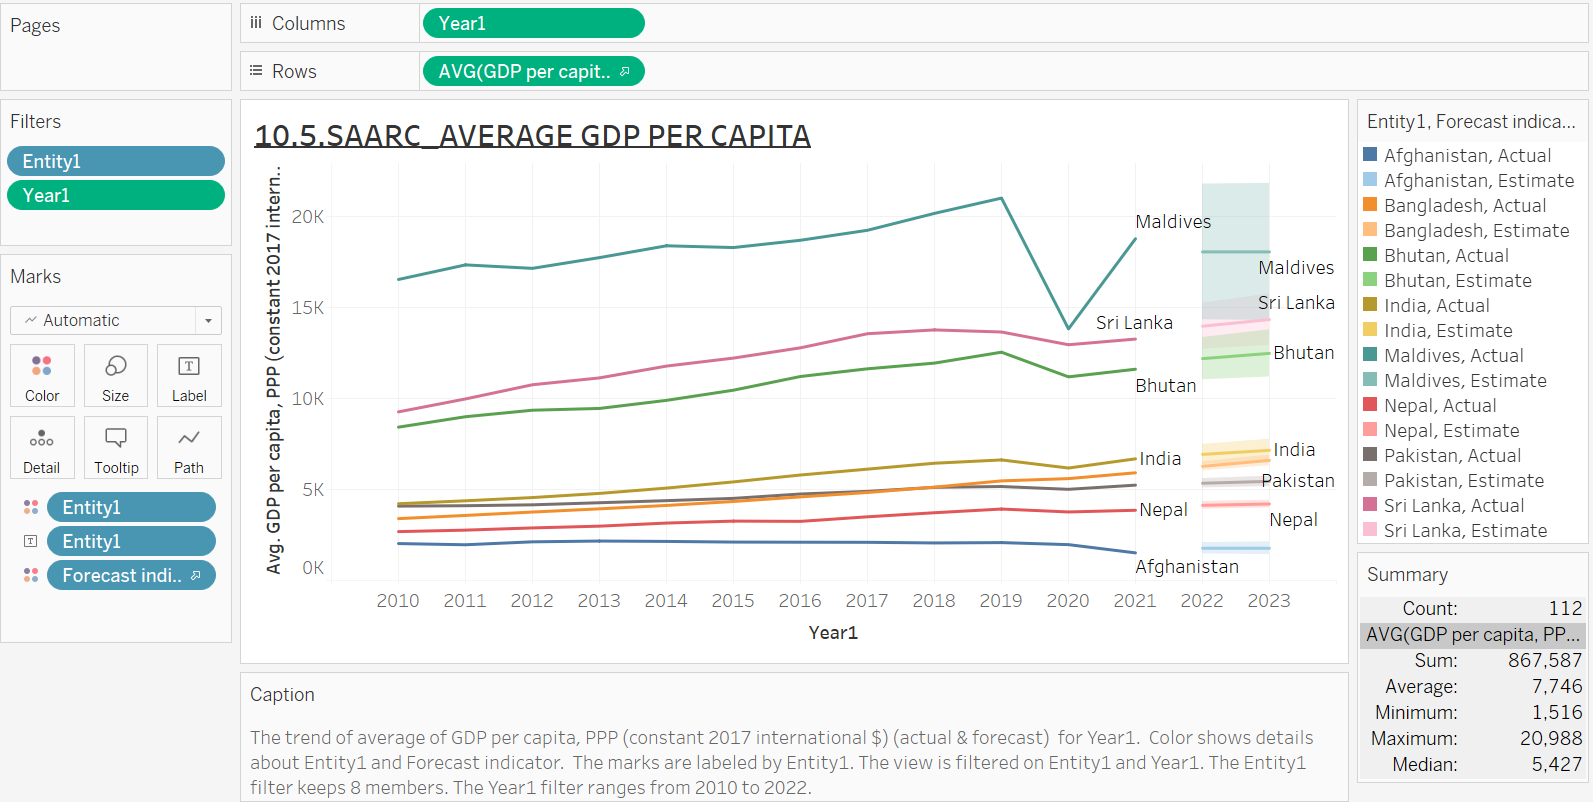 Pages
Columns
Year1
Rows
AVG(GDP per capit..
Filters
Entity1
Year1
Marks
Automatic
Color
Size
Label
Detail
Tooltip
Path
Entity1
Entity1
Forecast indi..
10.5.SAARC_AVERAGE GDP PER CAPITA
Avg. GDP per capita, PPP (constant 2017 intern..
20K
15K
10K
5K
0K
Maldives
Maldives
Sri Lanka
Sri Lanka
Bhutan
Bhutan
India
India
Pakistan
Nepal
Nepal
Afghanistan
2010 2011 2012 2013 2014 2015 2016 2017 2018 2019 2020 2021 2022 2023
Year1
Entity1, Forecast indica...
Afghanistan, Actual
Afghanistan, Estimate
Bangladesh, Actual
Bangladesh, Estimate
Bhutan, Actual
Bhutan, Estimate
India, Actual
India, Estimate
Maldives, Actual
Maldives, Estimate
Nepal, Actual
Nepal, Estimate
Pakistan, Actual
Pakistan, Estimate
Sri Lanka, Actual
Sri Lanka, Estimate
Summary
Count: 112
AVG(GDP per capita, PP...
Sum: 867,587
Average: 7,746
Minimum: 1,516
Maximum: 20,988
Median: 5,427
Caption
The trend of average of GDP per capita, PPP (constant 2017 international $) (actual & forecast) for Year1. Color shows details
about Entity1 and Forecast indicator. The marks are labeled by Entity1. The view is filtered on Entity1 and Year1. The Entity1
filter keeps 8 members. The Year1 filter ranges from 2010 to 2022.